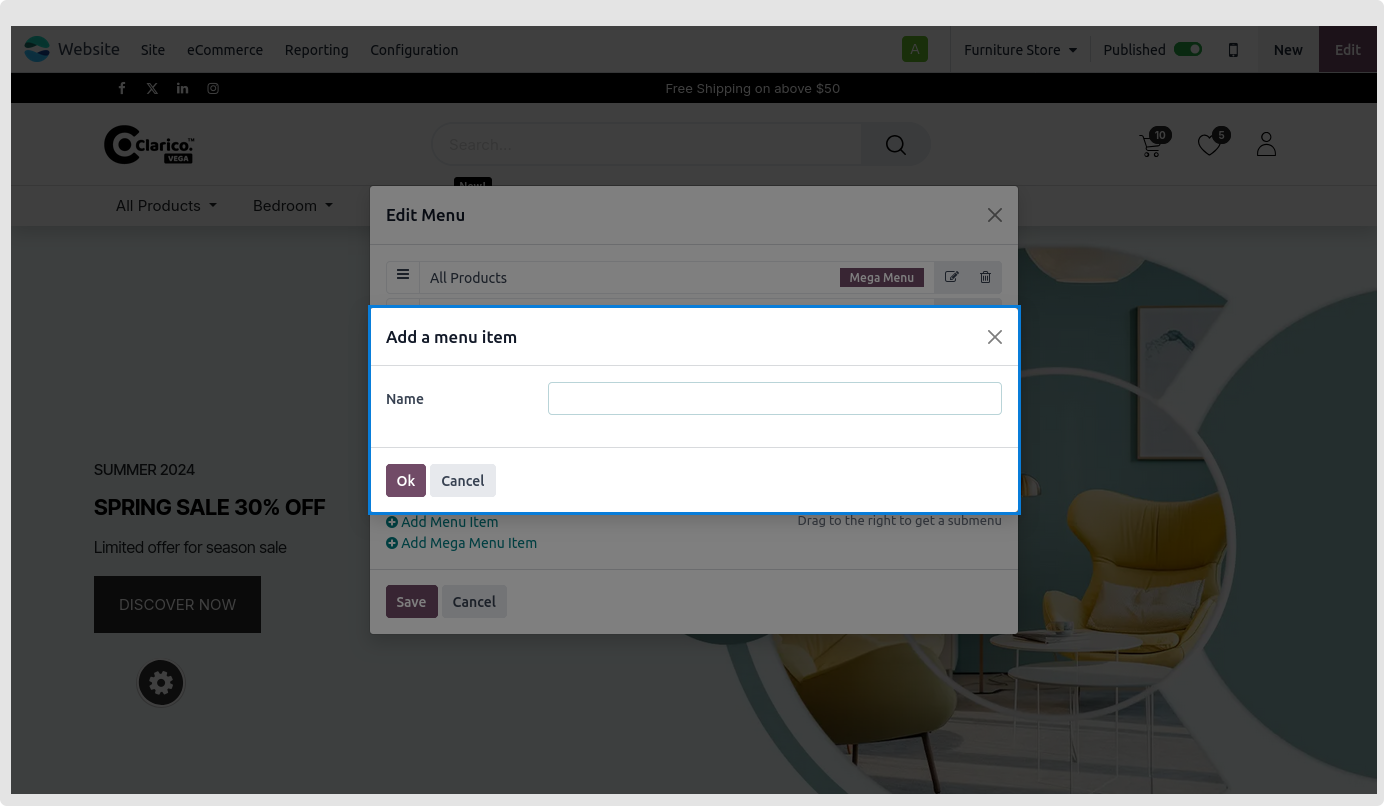 Website Site eCommerce Reporting Configuration A Furniture Store Published New Edit
Free Shipping on above $50
Clarico.™ VEGA Search... 10 5
New!
All Products Bedroom
Edit Menu
All Products Mega Menu
Add a menu item
Name
Ok Cancel
Add Menu Item Drag to the right to get a submenu
Add Mega Menu Item
Save Cancel
SUMMER 2024
SPRING SALE 30% OFF
Limited offer for season sale
DISCOVER NOW